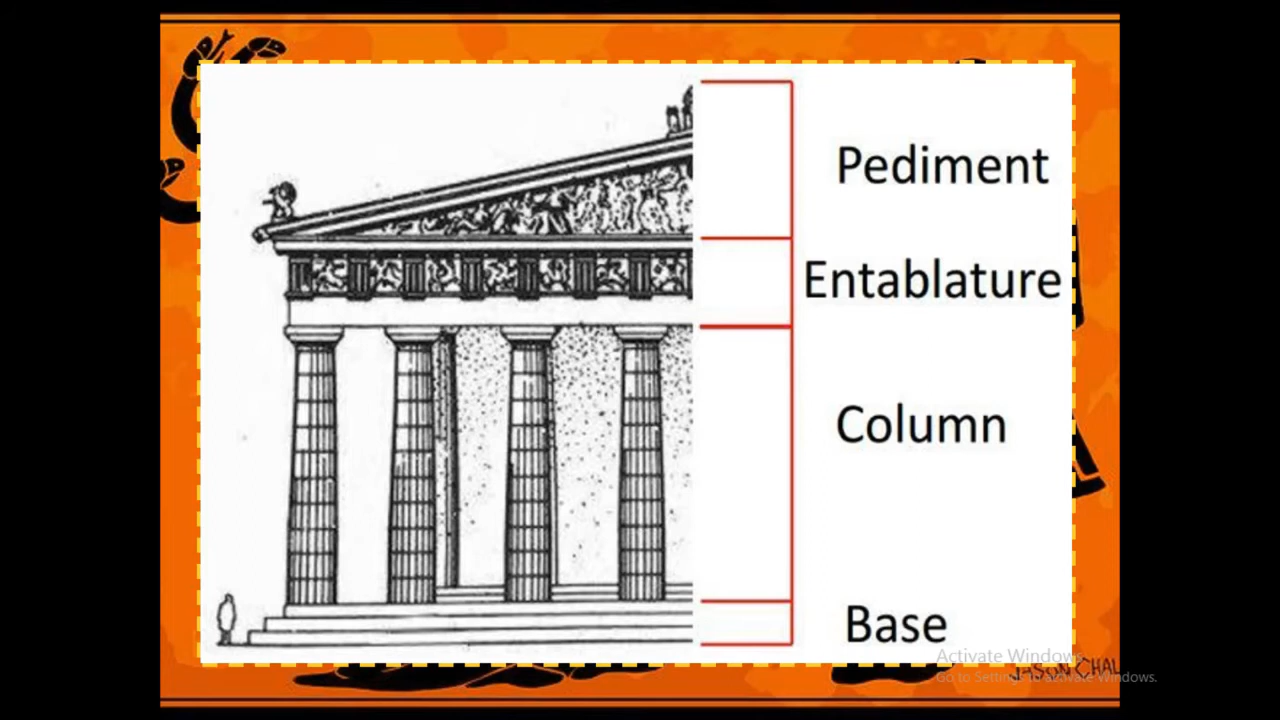 Pediment
Entablature
Column
Base
Activate Windows
Go to Settings to activate Windows.